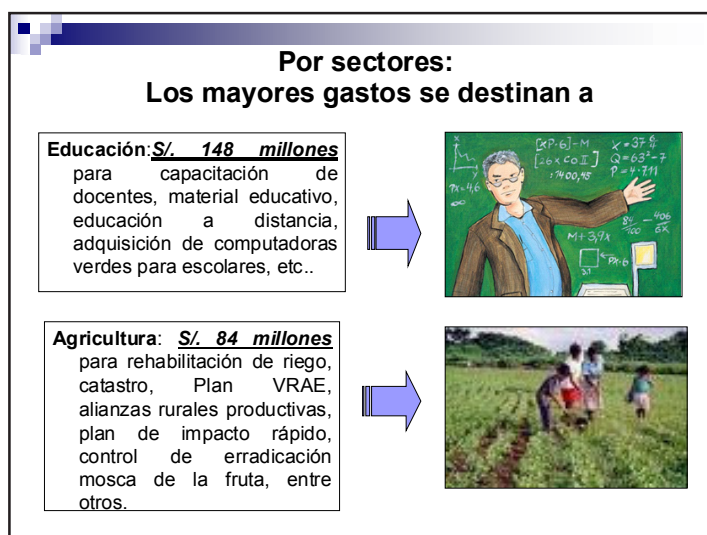 Por sectores:
Los mayores gastos se destinan a
Educación:S/. 148 millones
para capacitación de
docentes, material educativo,
educación a distancia,
adquisición de computadoras
verdes para escolares, etc..
Agricultura: S/. 84 millones
para rehabilitación de riego,
catastro, Plan VRAE,
alianzas rurales productivas,
plan de impacto rápido,
control de erradicación
mosca de la fruta, entre
otros.
M+3,9x